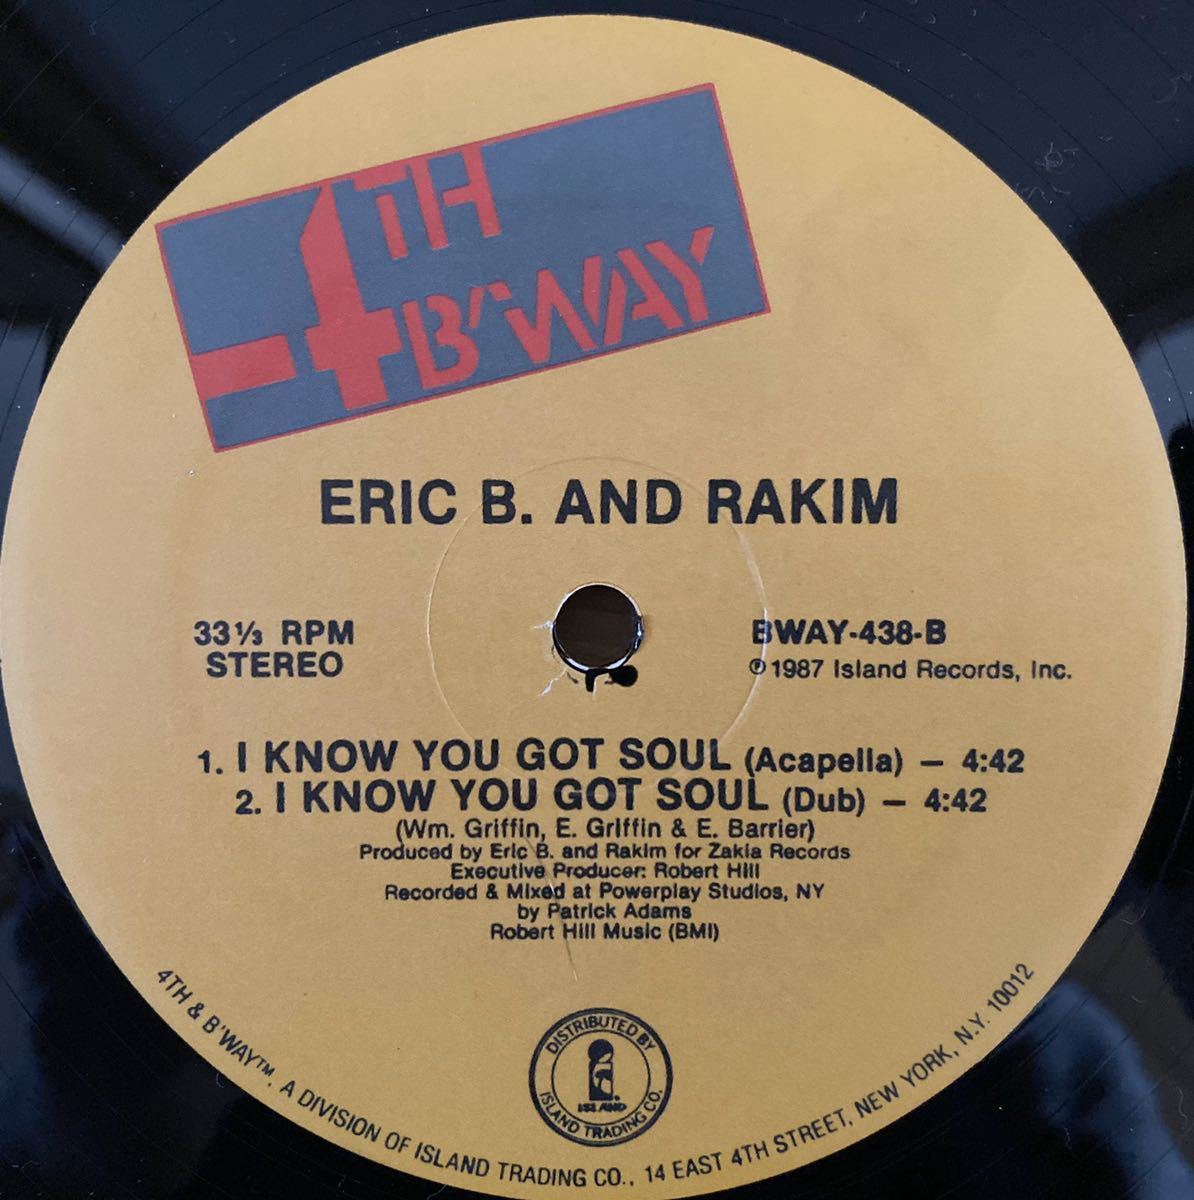 4TH
B'WAY
ERIC B. AND RAKIM
33 1/3 RPM
STEREO
BWAY-438-B
℗ 1987 Island Records, Inc.
1. I KNOW YOU GOT SOUL (Acapella) — 4:42
2. I KNOW YOU GOT SOUL (Dub) — 4:42
(Wm. Griffin, E. Griffin & E. Barrier)
Produced by Eric B. and Rakim for Zakia Records
Executive Producer: Robert Hill
Recorded & Mixed at Powerplay Studios, NY
by Patrick Adams
Robert Hill Music (BMI)
DISTRIBUTED BY
ISLAND
ISLAND TRADING CO.
4TH & B'WAY™. A DIVISION OF ISLAND TRADING CO., 14 EAST 4TH STREET, NEW YORK, N.Y. 10012